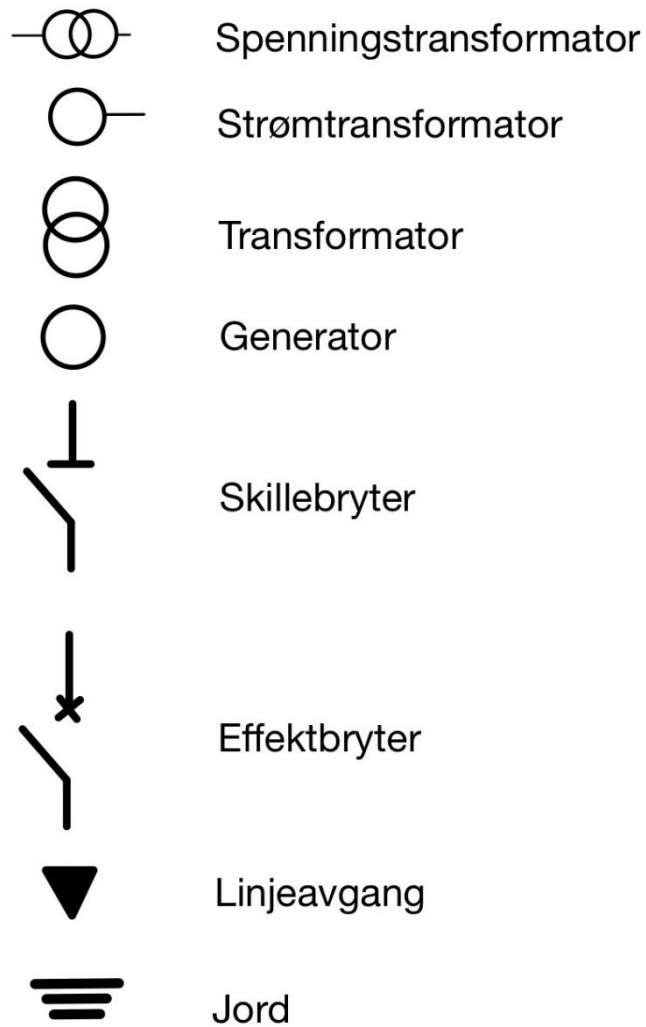 Spenningstransformator
Strømtransformator
Transformator
Generator
Skillebryter
Effektbryter
Linjeavgang
Jord